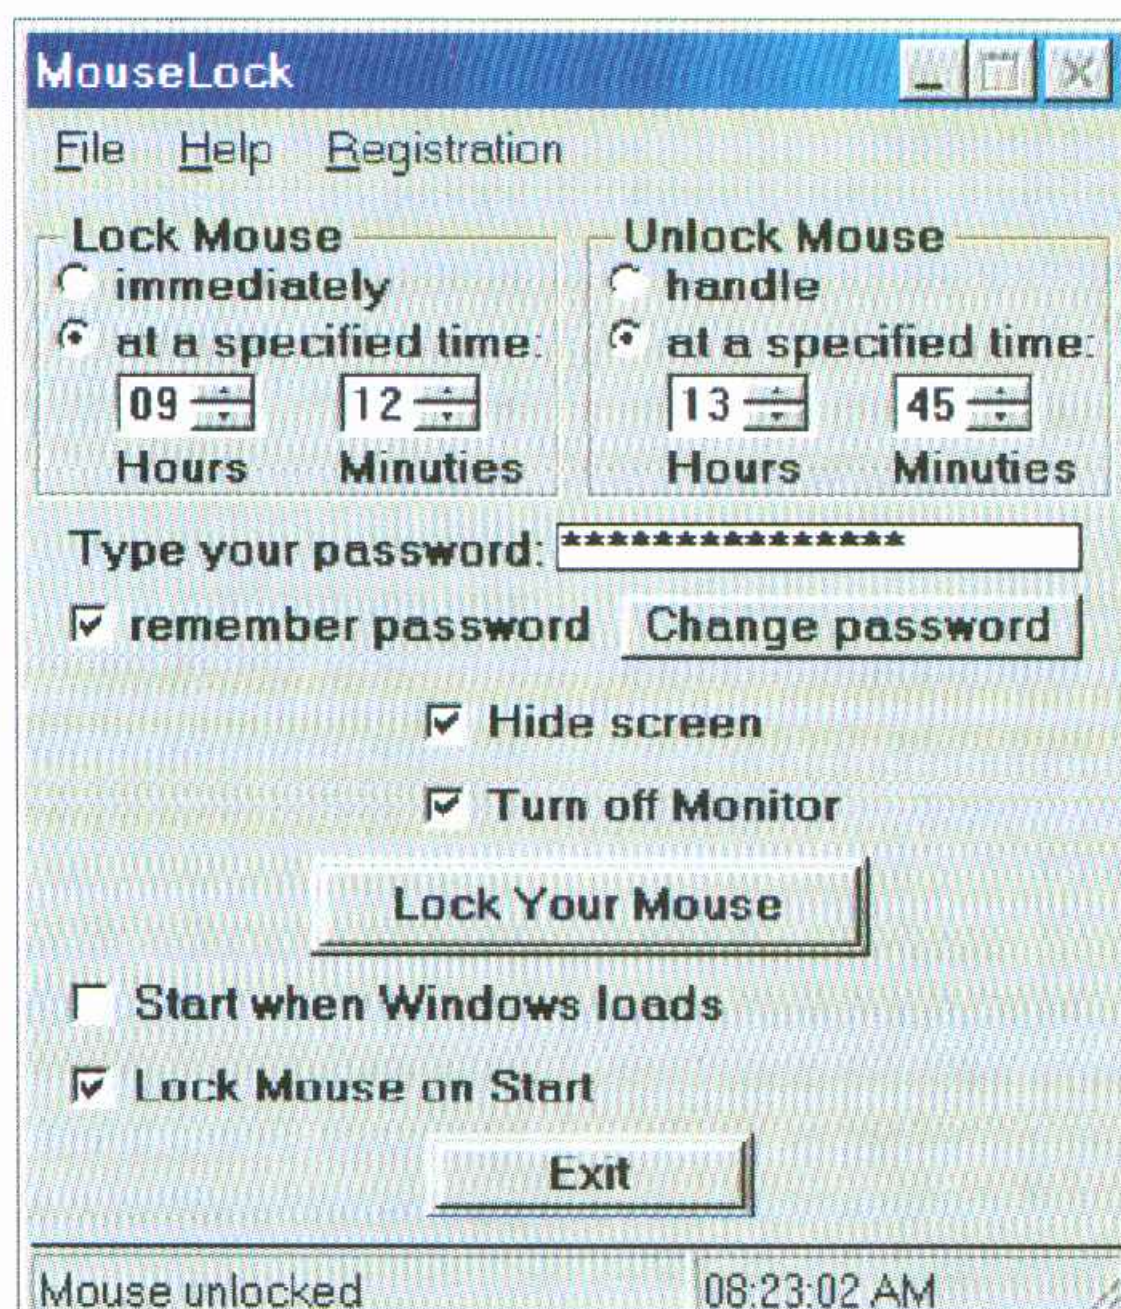 MouseLock
File Help Registration
Lock Mouse
immediately
at a specified time:
09 12
Hours Minuties
Unlock Mouse
handle
at a specified time:
13 45
Hours Minuties
Type your password: ***************
remember password Change password
Hide screen
Turn off Monitor
Lock Your Mouse
Start when Windows loads
Lock Mouse on Start
Exit
Mouse unlocked 08:23:02 AM